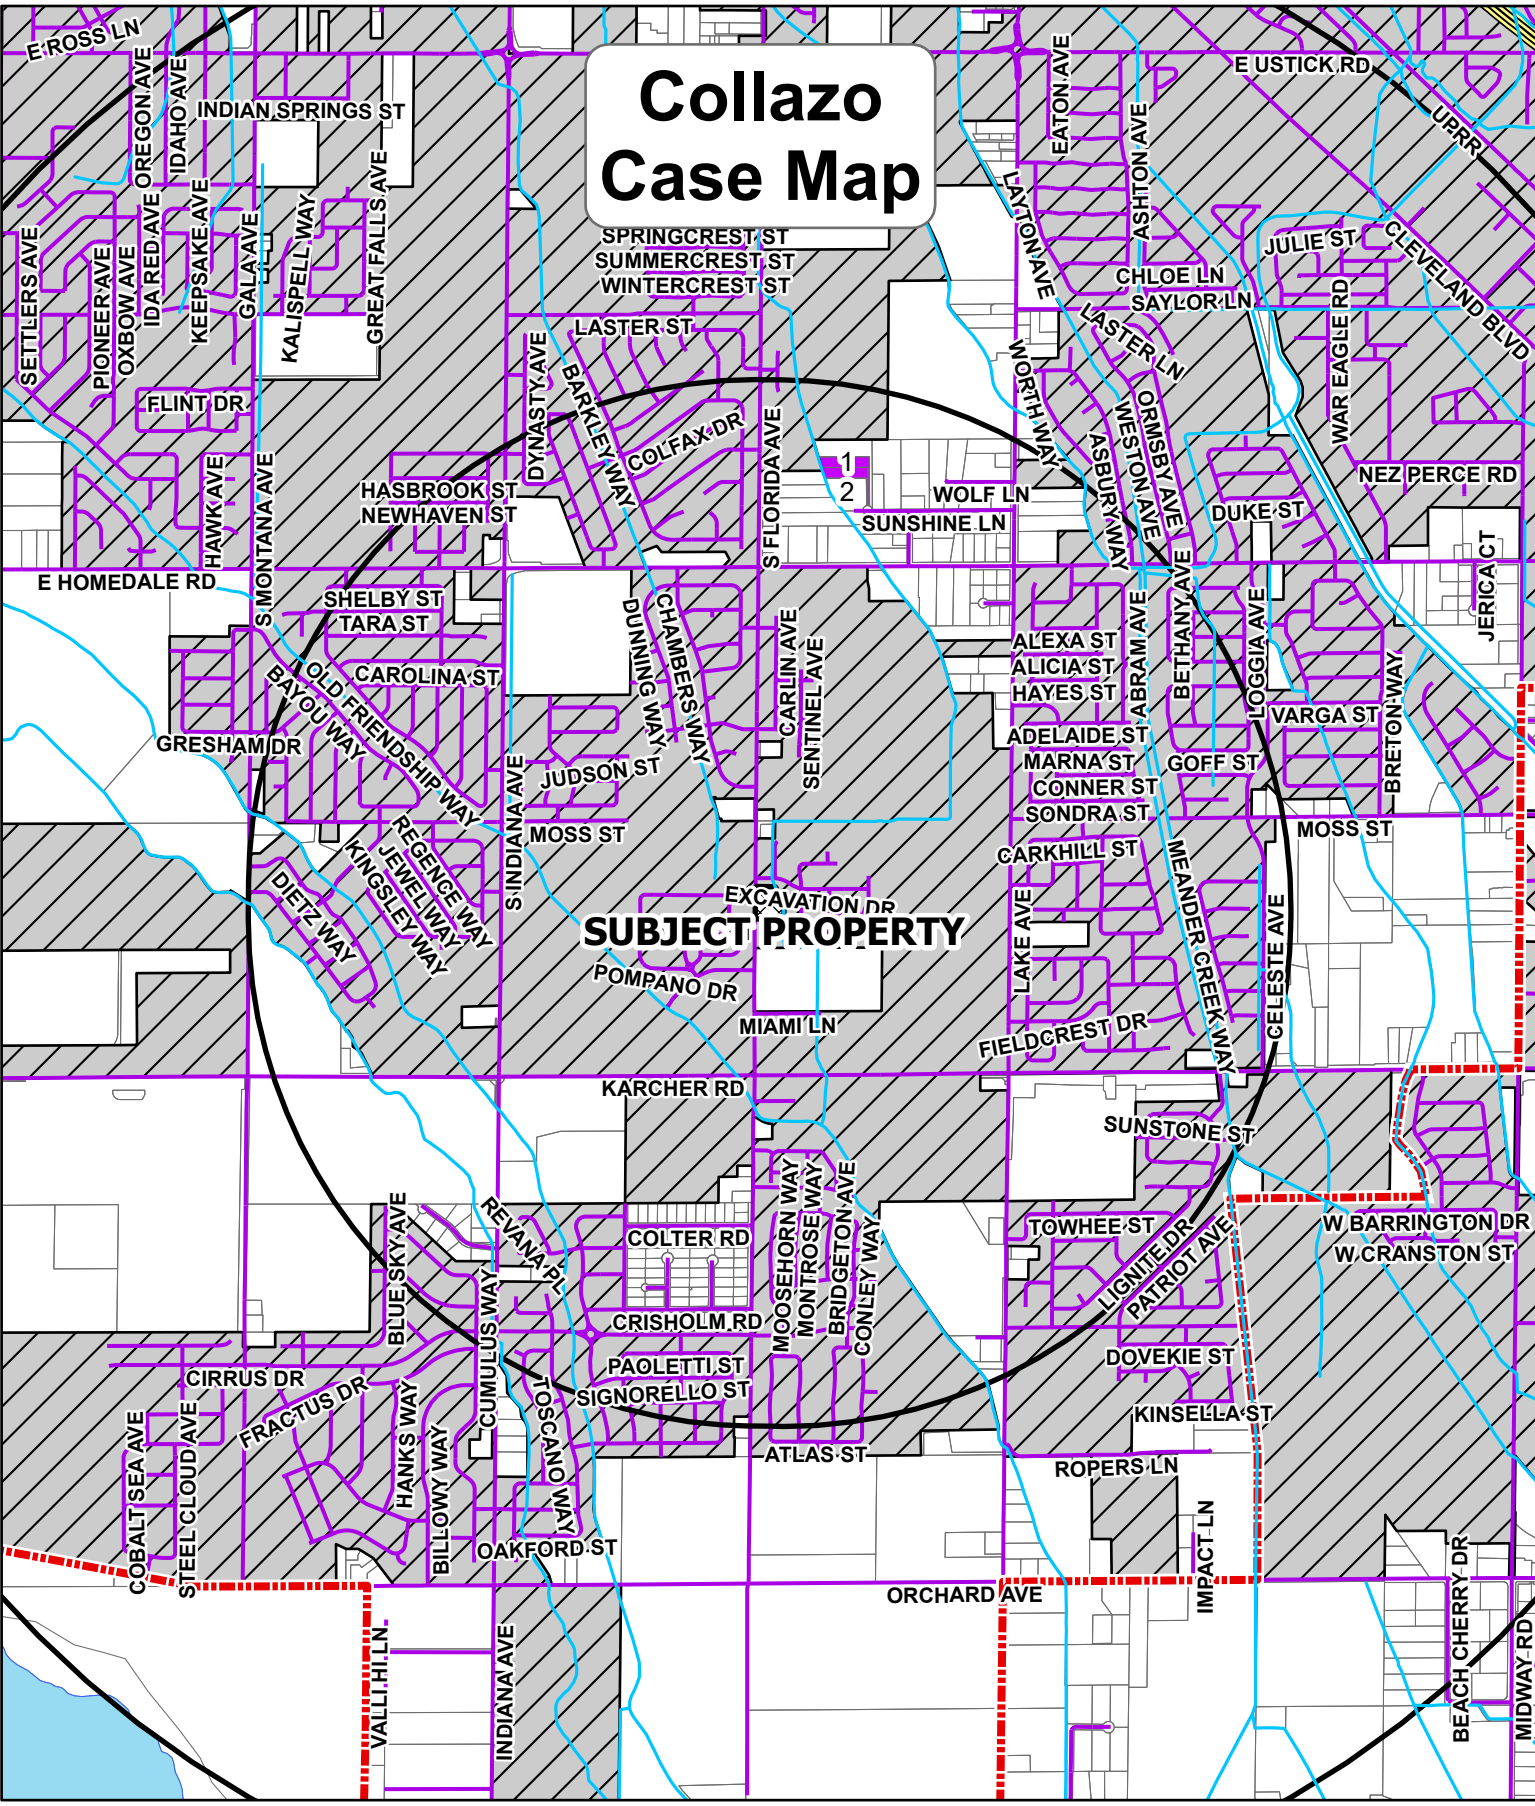 Collazo
Case Map
E ROSS LN
OREGON AVE
IDAHO AVE
INDIAN SPRINGS ST
EATON AVE
E USTICK RD
UPRR
ASHTON AVE
SETTLERS AVE
PIONEER AVE
OXBOW AVE
IDA RED AVE
KEEPSAKE AVE
GALA AVE
KALISPELL WAY
GREAT FALLS AVE
SPRINGCREST ST
SUMMERCREST ST
WINTERCREST ST
LAYTON AVE
CHLOE LN
SAYLOR LN
JULIE ST
CLEVELAND BLVD
WAR EAGLE RD
LASTER ST
LASTER LN
FLINT DR
DYNASTY AVE
BARKLEY WAY
COLFAX DR
S FLORIDA AVE
WORTH WAY
ASBURY WAY
WESTON AVE
ORMSBY AVE
1
2
HAWK AVE
S MONTANA AVE
HASBROOK ST
NEWHAVEN ST
WOLF LN
SUNSHINE LN
DUKE ST
NEZ PERCE RD
E HOMEDALE RD
SHELBY ST
TARA ST
CAROLINA ST
OLD FRIENDSHIP WAY
BAYOU WAY
GRESHAM DR
DUNNING WAY
CHAMBERS WAY
CARLIN AVE
SENTINEL AVE
ALEXA ST
ALICIA ST
HAYES ST
ADELAIDE ST
MARNA ST
CONNER ST
SONDRA ST
ABRAM AVE
BETHANY AVE
LOGGIA AVE
VARGA ST
GOFF ST
BRETON WAY
JERICA CT
S INDIANA AVE
JUDSON ST
MOSS ST
MOSS ST
CARKHILL ST
REGENCE WAY
JEWEL WAY
KINGSLEY WAY
DIETZ WAY
EXCAVATION DR
SUBJECT PROPERTY
POMPANO DR
MIAMI LN
LAKE AVE
MEANDER CREEK WAY
CELESTE AVE
FIELDCREST DR
KARCHER RD
SUNSTONE ST
BLUE SKY AVE
REVANA PL
COLTER RD
MOOSEHORN WAY
MONTROSE WAY
BRIDGETON AVE
CONLEY WAY
TOWHEE ST
LIGNITE DR
PATRIOT AVE
W BARRINGTON DR
W CRANSTON ST
CUMULUS WAY
CRISHOLM RD
PAOLETTI ST
SIGNORELLO ST
DOVEKIE ST
KINSELLA ST
CIRRUS DR
FRACTUS DR
HANKS WAY
BILLOWY WAY
TOSCANO WAY
COBALT SEA AVE
STEEL CLOUD AVE
ATLAS ST
ROPERS LN
OAKFORD ST
ORCHARD AVE
IMPACT LN
VALLI HI LN
INDIANA AVE
BEACH CHERRY DR
MIDWAY RD